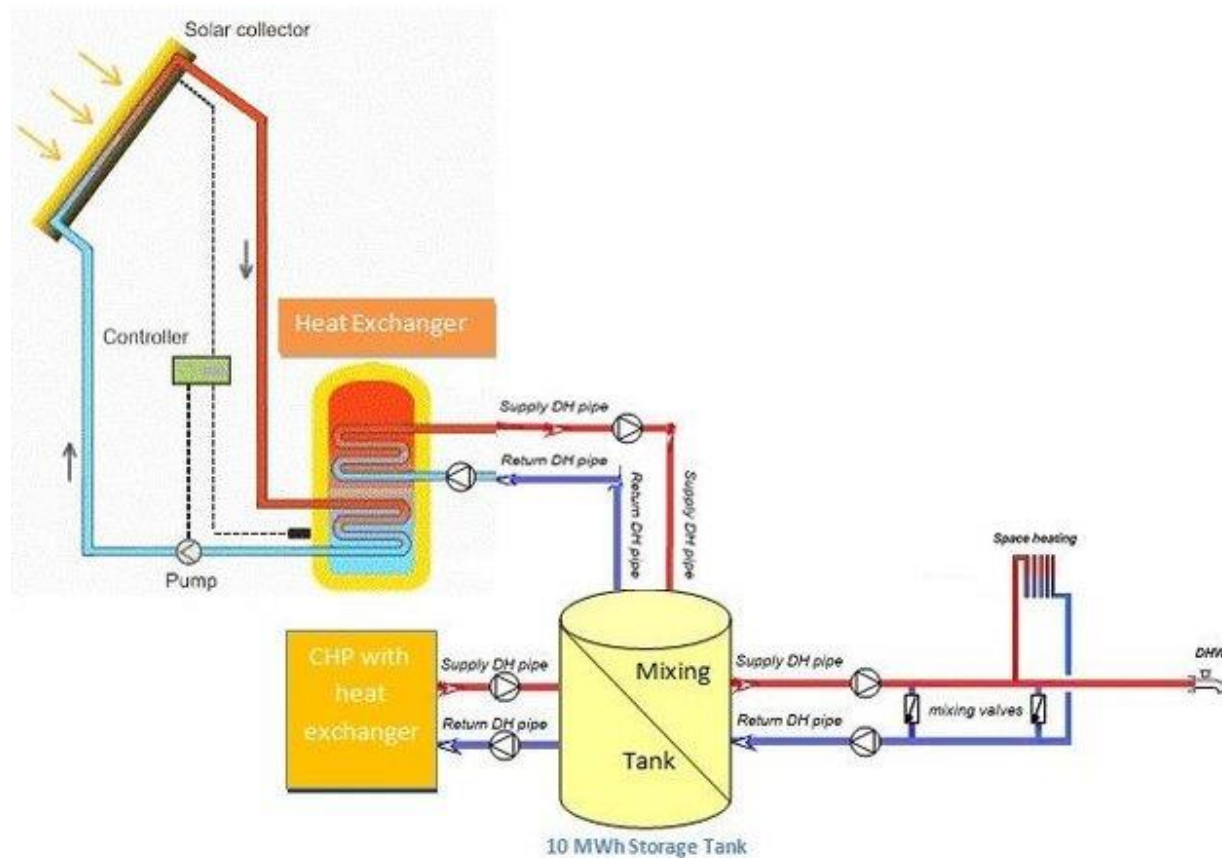 Solar collector
Heat Exchanger
Controller
Supply DH pipe
Return DH pipe
Return DH pipe
Supply DH pipe
Pump
Space heating
CHP with
heat
exchanger
Supply DH pipe
Return DH pipe
Mixing
Tank
Supply DH pipe
DHW
mixing valves
Return DH pipe
10 MWh Storage Tank